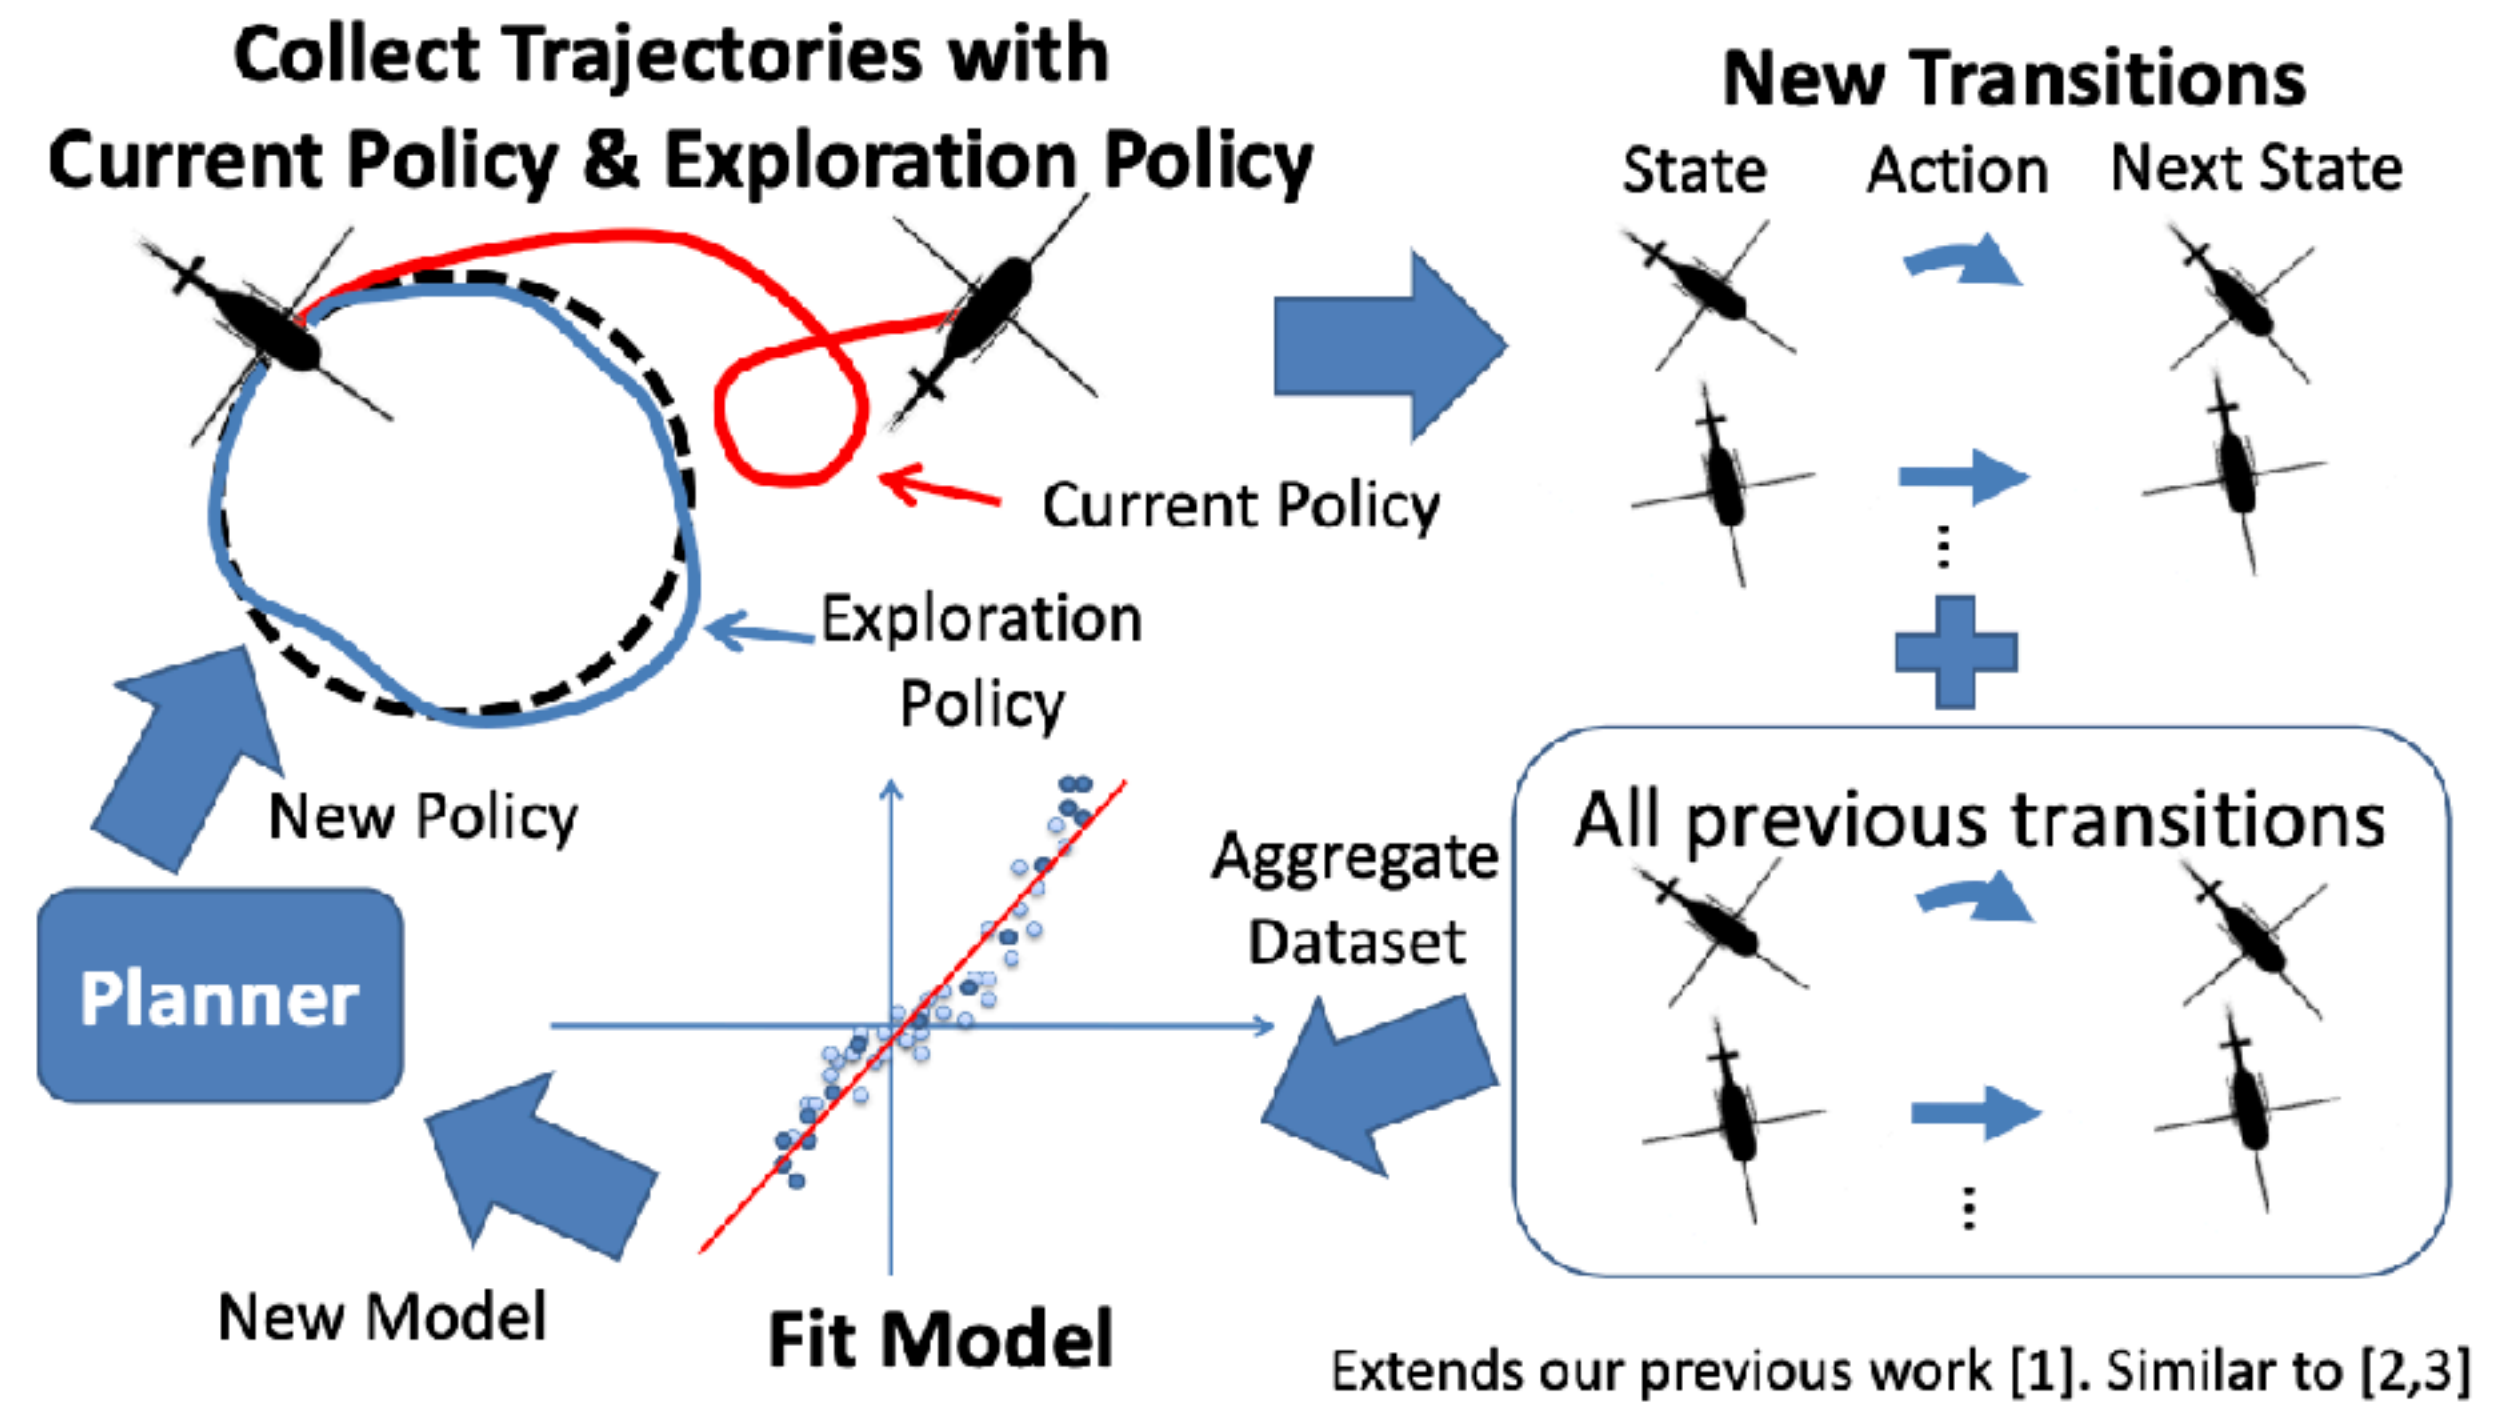 Collect Trajectories with
Current Policy & Exploration Policy
New Transitions
State Action Next State
Current Policy
Exploration
Policy
New Policy
All previous transitions
Aggregate
Dataset
Planner
New Model
Fit Model
Extends our previous work [1]. Similar to [2,3]